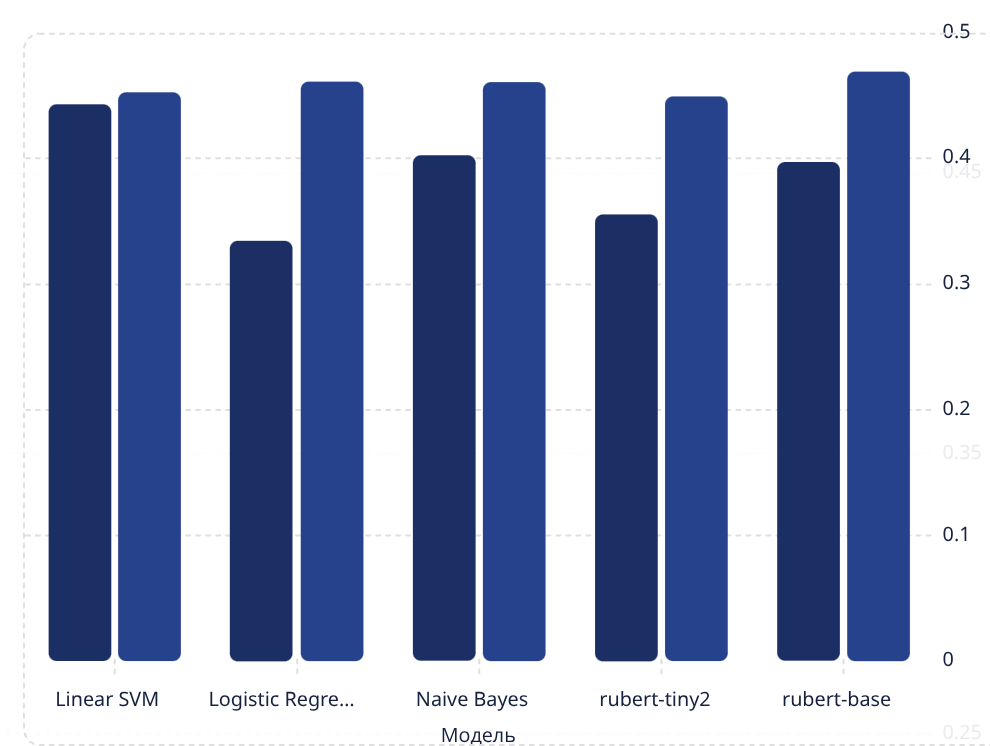 0.5
0.4
0.45
0.3
0.2
0.35
0.1
0
Linear SVM
Logistic Regre...
Naive Bayes
rubert-tiny2
rubert-base
0.25
Модель